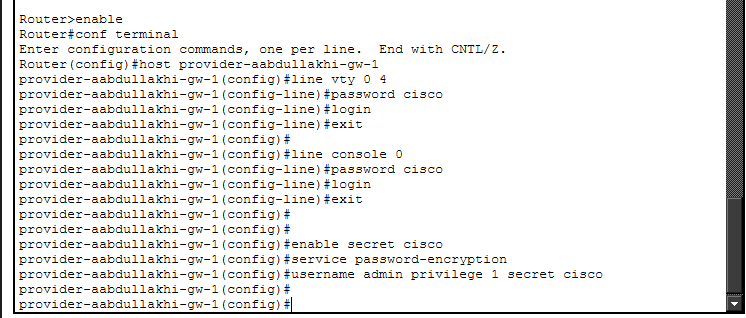 Router>enable
Router#conf terminal
Enter configuration commands, one per line.  End with CNTL/Z.
Router(config)#host provider-aabdullakhi-gw-1
provider-aabdullakhi-gw-1(config)#line vty 0 4
provider-aabdullakhi-gw-1(config-line)#password cisco
provider-aabdullakhi-gw-1(config-line)#login
provider-aabdullakhi-gw-1(config-line)#exit
provider-aabdullakhi-gw-1(config)#
provider-aabdullakhi-gw-1(config)#line console 0
provider-aabdullakhi-gw-1(config-line)#password cisco
provider-aabdullakhi-gw-1(config-line)#login
provider-aabdullakhi-gw-1(config-line)#exit
provider-aabdullakhi-gw-1(config)#
provider-aabdullakhi-gw-1(config)#
provider-aabdullakhi-gw-1(config)#enable secret cisco
provider-aabdullakhi-gw-1(config)#service password-encryption
provider-aabdullakhi-gw-1(config)#username admin privilege 1 secret cisco
provider-aabdullakhi-gw-1(config)#
provider-aabdullakhi-gw-1(config)#